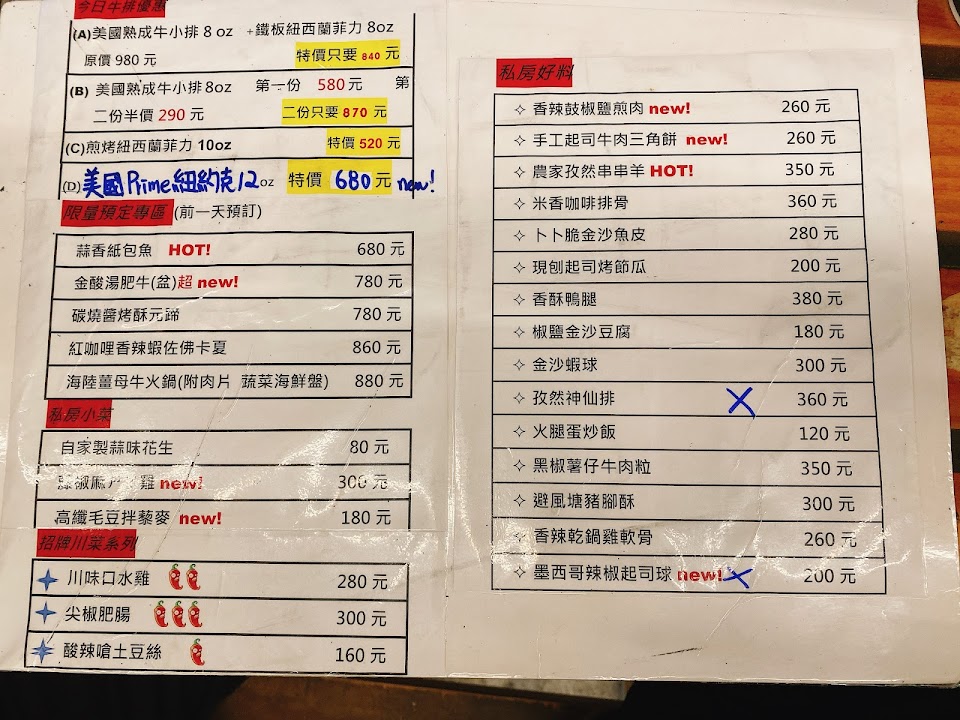 今日牛排優惠
(A)美國熟成牛小排 8 oz +鐵板紐西蘭菲力 8oz
原價 980 元 特價只要 840 元
(B) 美國熟成牛小排8oz 第一份 580 元 第
二份半價 290 元 二份只要 870 元
(C)煎烤紐西蘭菲力 10oz 特價 520 元
(D)美國Prime紐約克12oz 特價 680 元 new!
限量預定專區 (前一天預訂)
蒜香紙包魚 HOT! 680 元
金酸湯肥牛(盆)超 new! 780 元
碳燒醬烤酥元蹄 780 元
紅咖哩香辣蝦佐佛卡夏 860 元
海陸薑母牛火鍋(附肉片 蔬菜海鮮盤) 880 元
私房小菜
自家製蒜味花生 80 元
椒麻 雞 new! 300 元
高纖毛豆拌藜麥 new! 180 元
招牌川菜系列
川味口水雞 280 元
尖椒肥腸 300 元
酸辣嗆土豆絲 160 元
私房好料
香辣鼓椒鹽煎肉 new! 260 元
手工起司牛肉三角餅 new! 260 元
農家孜然串串羊 HOT! 350 元
米香咖啡排骨 360 元
卜卜脆金沙魚皮 280 元
現刨起司烤節瓜 200 元
香酥鴨腿 380 元
椒鹽金沙豆腐 180 元
金沙蝦球 300 元
孜然神仙排 X 360 元
火腿蛋炒飯 120 元
黑椒薯仔牛肉粒 350 元
避風塘豬腳酥 300 元
香辣乾鍋雞軟骨 260 元
墨西哥辣椒起司球 new! X 200 元